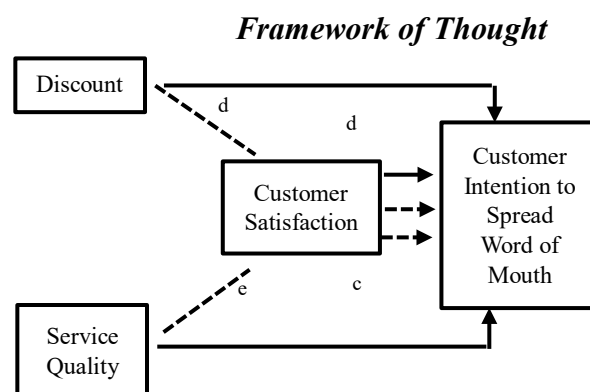 Framework of Thought
Discount
d
d
Customer
Satisfaction
Customer
Intention to
Spread
Word of
Mouth
e
c
Service
Quality